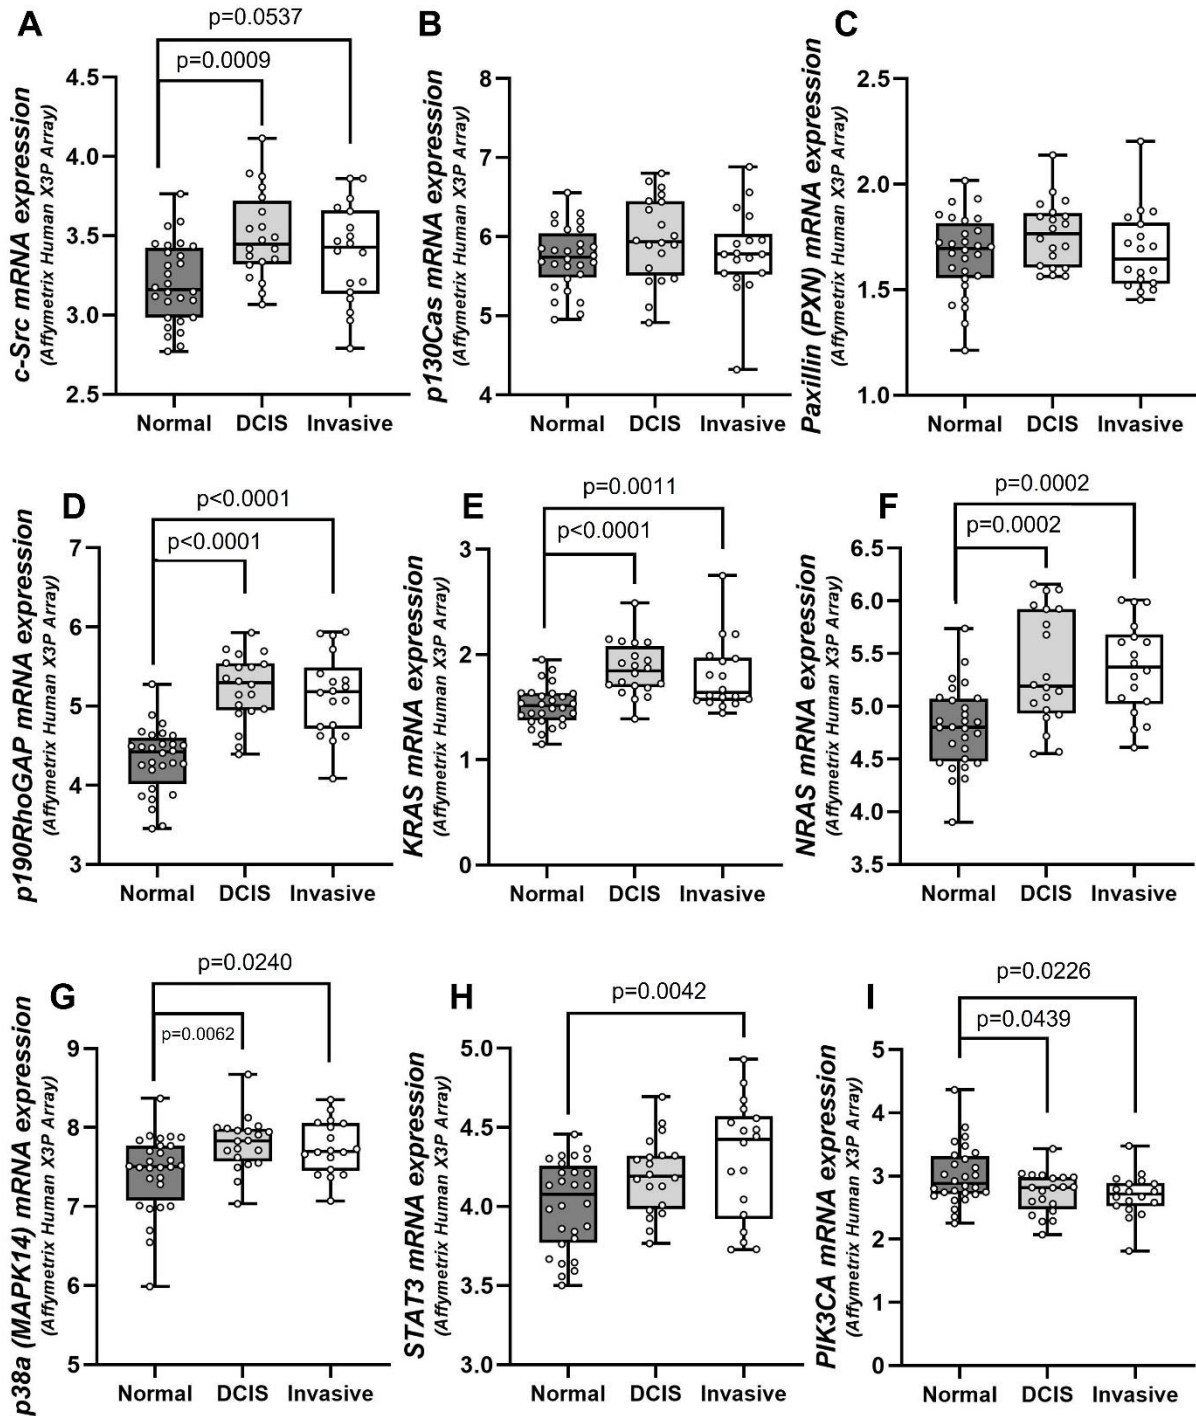 A
p=0.0537
p=0.0009
c-Src mRNA expression
(Affymetrix Human X3P Array)
4.5
4.0
3.5
3.0
2.5
Normal DCIS Invasive
B
p130Cas mRNA expression
(Affymetrix Human X3P Array)
8
7
6
5
4
Normal DCIS Invasive
C
Paxillin (PXN) mRNA expression
(Affymetrix Human X3P Array)
2.5
2.0
1.5
1.0
Normal DCIS Invasive
D
p<0.0001
p<0.0001
p190RhoGAP mRNA expression
(Affymetrix Human X3P Array)
7
6
5
4
3
Normal DCIS Invasive
E
p=0.0011
p<0.0001
KRAS mRNA expression
(Affymetrix Human X3P Array)
3
2
1
0
Normal DCIS Invasive
F
p=0.0002
p=0.0002
NRAS mRNA expression
(Affymetrix Human X3P Array)
6.5
6.0
5.5
5.0
4.5
4.0
3.5
Normal DCIS Invasive
G
p=0.0240
p=0.0062
p38a (MAPK14) mRNA expression
(Affymetrix Human X3P Array)
9
8
7
6
5
Normal DCIS Invasive
H
p=0.0042
STAT3 mRNA expression
(Affymetrix Human X3P Array)
5.0
4.5
4.0
3.5
3.0
Normal DCIS Invasive
I
p=0.0226
p=0.0439
PIK3CA mRNA expression
(Affymetrix Human X3P Array)
5
4
3
2
1
0
Normal DCIS Invasive